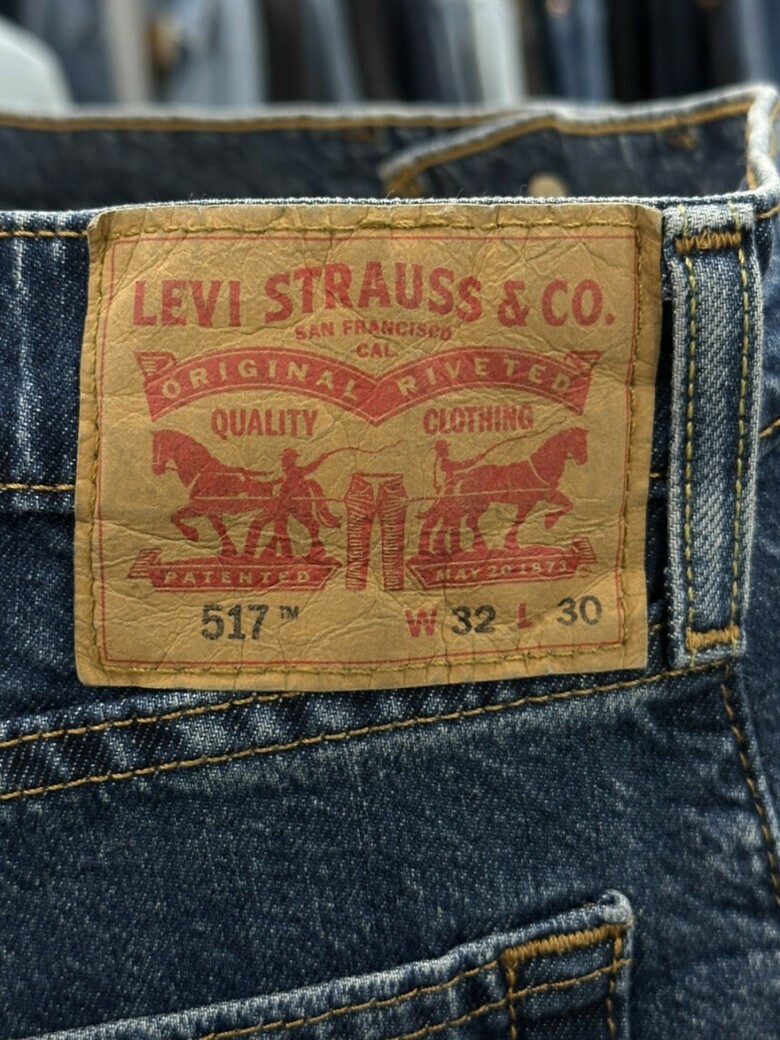 LEVI STRAUSS & CO.
SAN FRANCISCO
CAL.
ORIGINAL RIVETED
QUALITY CLOTHING
PATENTED MAY 20 1873
517™ W 32 L 30